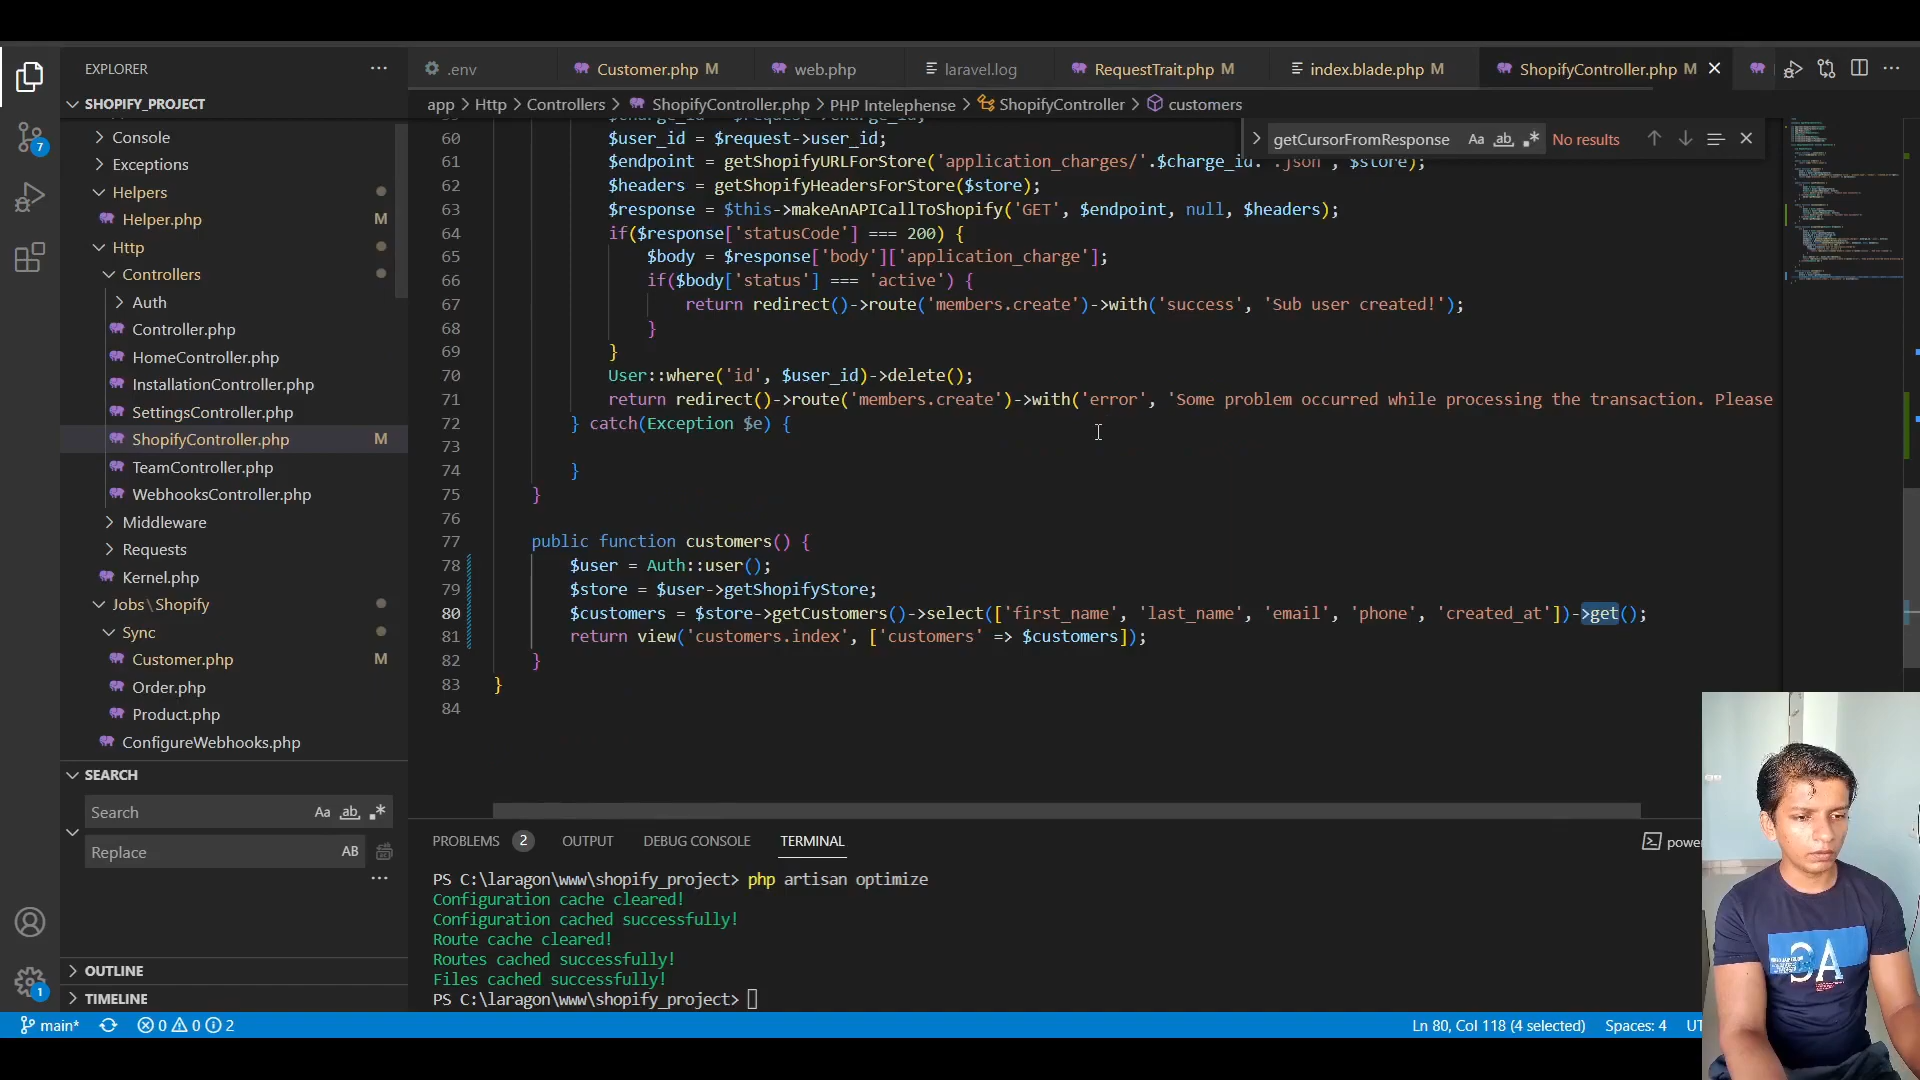 EXPLORER
SHOPIFY_PROJECT
Console
Exceptions
Helpers
Helper.php M
Http
Controllers
Auth
Controller.php
HomeController.php
InstallationController.php
SettingsController.php
ShopifyController.php M
TeamController.php
WebhooksController.php
Middleware
Requests
Kernel.php
Jobs\Shopify
Sync
Customer.php M
Order.php
Product.php
ConfigureWebhooks.php
SEARCH
Search Aa ab
Replace AB
OUTLINE
TIMELINE
7
1
.env Customer.php M web.php laravel.log RequestTrait.php M index.blade.php M ShopifyController.php M
app > Http > Controllers > ShopifyController.php > PHP Intelephense > ShopifyController > customers
getCursorFromResponse Aa ab No results
60 $user_id = $request->user_id;
61 $endpoint = getShopifyURLForStore('application_charges/'.$charge_id.'.json', $store);
62 $headers = getShopifyHeadersForStore($store);
63 $response = $this->makeAnAPICallToShopify('GET', $endpoint, null, $headers);
64 if($response['statusCode'] === 200) {
65 $body = $response['body']['application_charge'];
66 if($body['status'] === 'active') {
67 return redirect()->route('members.create')->with('success', 'Sub user created!');
68 }
69 }
70 User::where('id', $user_id)->delete();
71 return redirect()->route('members.create')->with('error', 'Some problem occurred while processing the transaction. Please
72 } catch(Exception $e) {
73
74 }
75 }
76
77 public function customers() {
78 $user = Auth::user();
79 $store = $user->getShopifyStore;
80 $customers = $store->getCustomers()->select(['first_name', 'last_name', 'email', 'phone', 'created_at'])->get();
81 return view('customers.index', ['customers' => $customers]);
82 }
83 }
84
PROBLEMS 2 OUTPUT DEBUG CONSOLE TERMINAL
PS C:\laragon\www\shopify_project> php artisan optimize
Configuration cache cleared!
Configuration cached successfully!
Route cache cleared!
Routes cached successfully!
Files cached successfully!
PS C:\laragon\www\shopify_project>
main* 0 0 2
Ln 80, Col 118 (4 selected) Spaces: 4